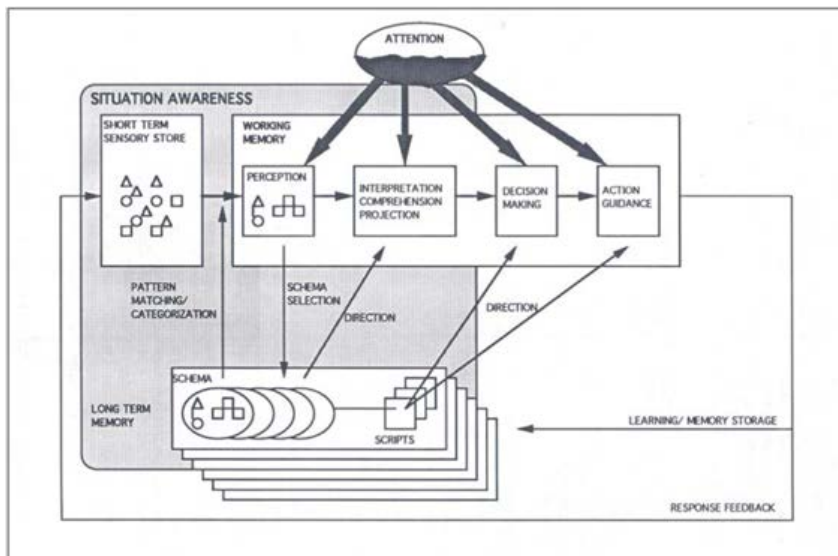 ATTENTION
SITUATION AWARENESS
SHORT TERM
SENSORY STORE
WORKING
MEMORY
PERCEPTION
INTERPRETATION
COMPREHENSION
PROJECTION
DECISION
MAKING
ACTION
GUIDANCE
PATTERN
MATCHING/
CATEGORIZATION
SCHEMA
SELECTION
DIRECTION
DIRECTION
SCHEMA
LONG TERM
MEMORY
SCRIPTS
LEARNING/ MEMORY STORAGE
RESPONSE FEEDBACK